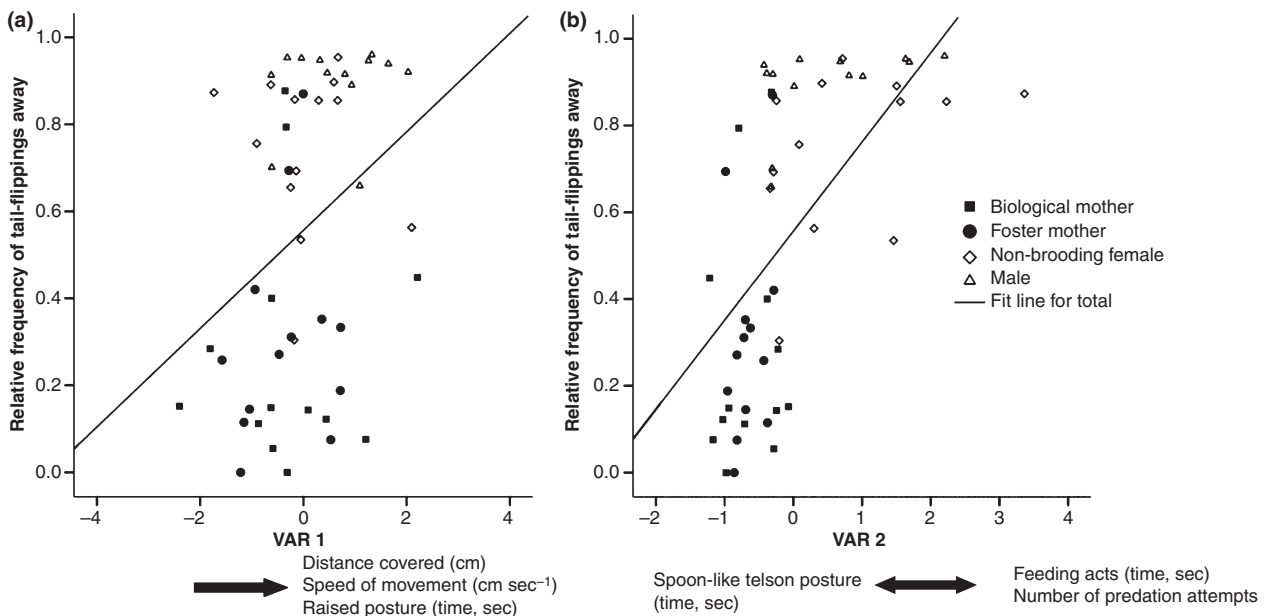 (a)
Relative frequency of tail-flippings away
1.0
0.8
0.6
0.4
0.2
0.0
–4
–2
0
2
4
VAR 1
Distance covered (cm)
Speed of movement (cm sec⁻¹)
Raised posture (time, sec)
(b)
Relative frequency of tail-flippings away
1.0
0.8
0.6
0.4
0.2
0.0
–2
–1
0
1
2
3
4
VAR 2
Biological mother
Foster mother
Non-brooding female
Male
Fit line for total
Spoon-like telson posture
(time, sec)
Feeding acts (time, sec)
Number of predation attempts